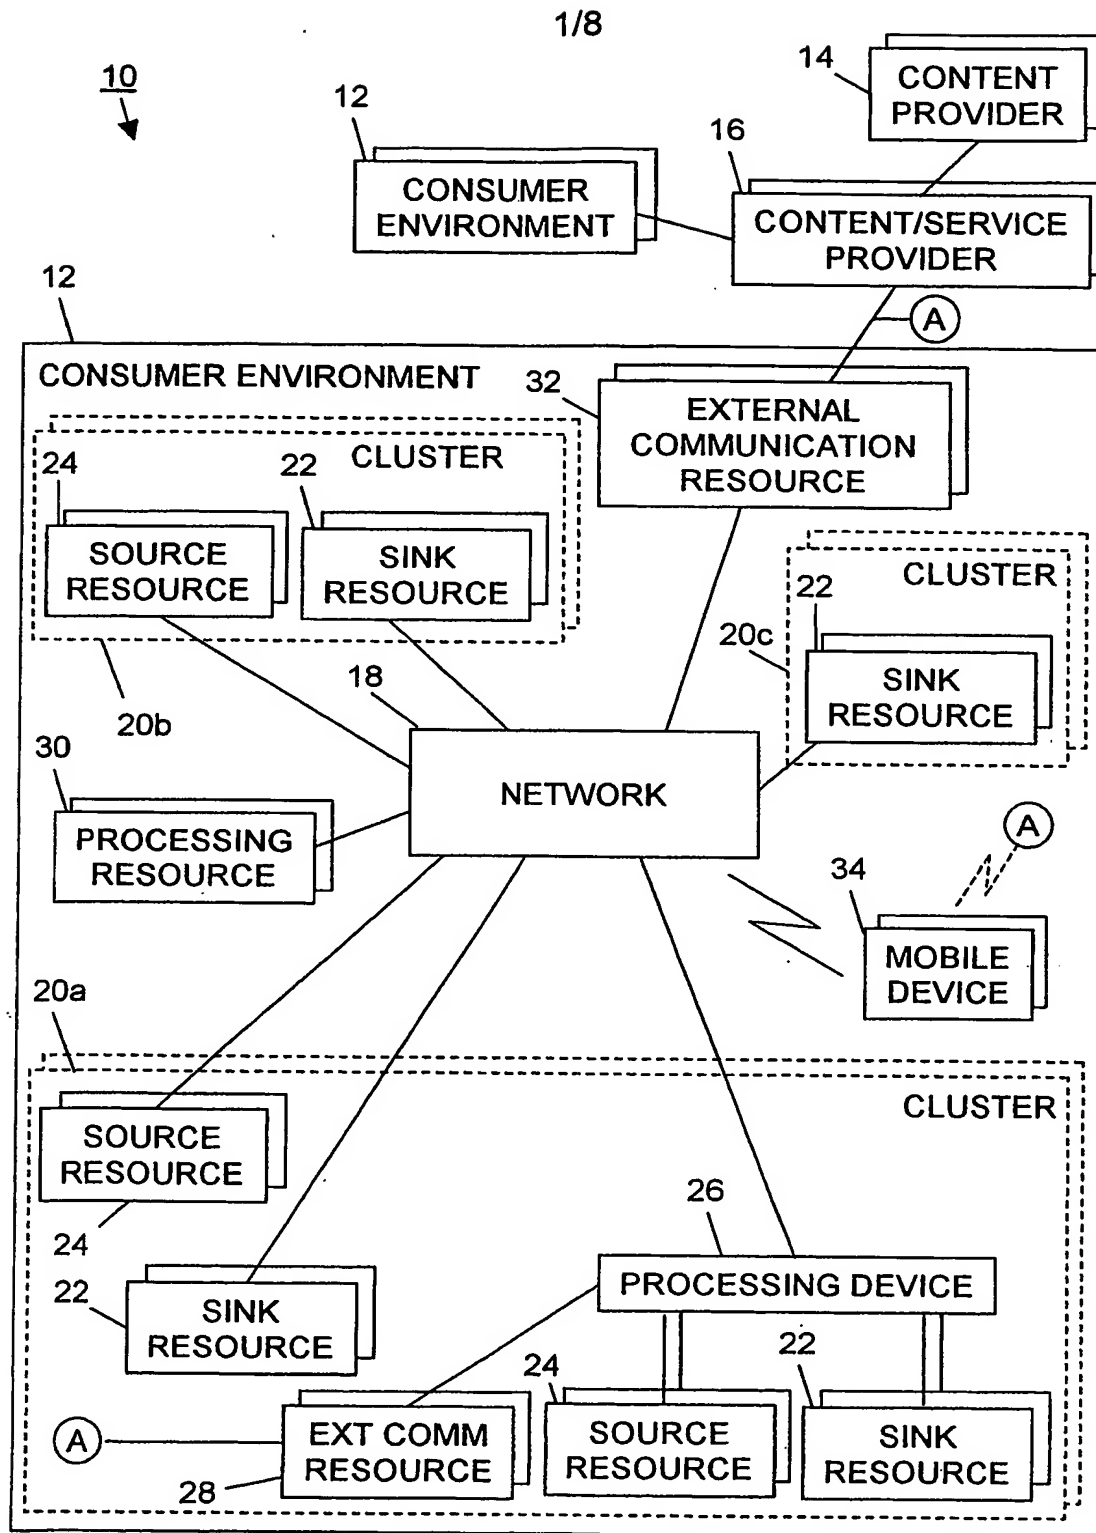 1/8
10
14
CONTENT
PROVIDER
12
CONSUMER
ENVIRONMENT
16
CONTENT/SERVICE
PROVIDER
A
12
CONSUMER ENVIRONMENT
32
EXTERNAL
COMMUNICATION
RESOURCE
CLUSTER
24
SOURCE
RESOURCE
22
SINK
RESOURCE
20b
CLUSTER
22
20c
SINK
RESOURCE
18
NETWORK
30
PROCESSING
RESOURCE
A
34
MOBILE
DEVICE
20a
CLUSTER
SOURCE
RESOURCE
24
22
SINK
RESOURCE
26
PROCESSING DEVICE
A
EXT COMM
RESOURCE
28
24
SOURCE
RESOURCE
22
SINK
RESOURCE